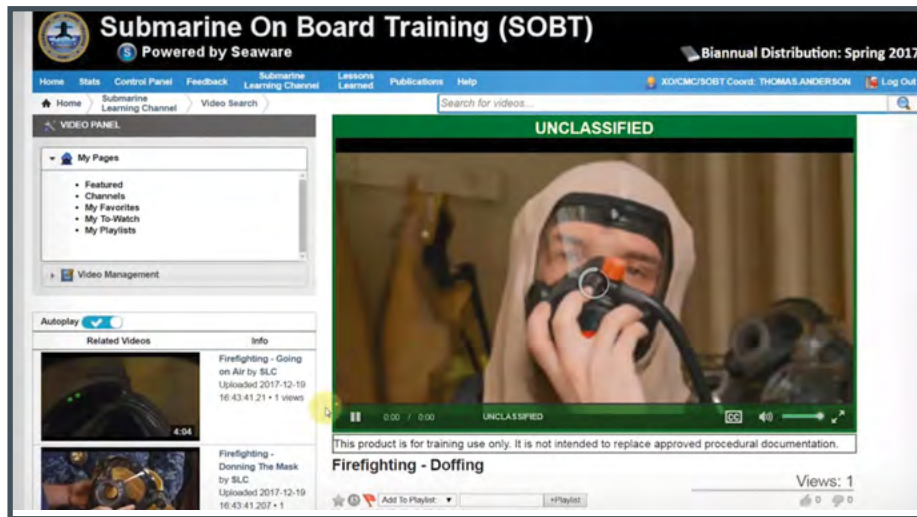 Submarine On Board Training (SOBT)
S Powered by Seaware
Biannual Distribution: Spring 2017
Home Stats Control Panel Feedback Submarine Learning Channel Lessons Learned Publications Help
XO/CMC/SOBT Coord: THOMAS ANDERSON Log Out
Home Submarine Learning Channel Video Search
Search for videos...
VIDEO PANEL
My Pages
• Featured
• Channels
• My Favorites
• My To-Watch
• My Playlists
Video Management
Autoplay
Related Videos Info
4:04
Firefighting - Going
on Air by SLC
Uploaded 2017-12-19
16:43:41.21 • 1 views
Firefighting -
Donning The Mask
by SLC
Uploaded 2017-12-19
16:43:41.207 • 1
UNCLASSIFIED
0:00 / 0:00 UNCLASSIFIED CC
This product is for training use only. It is not intended to replace approved procedural documentation.
Firefighting - Doffing
Views: 1
Add To Playlist +Playlist
0 0